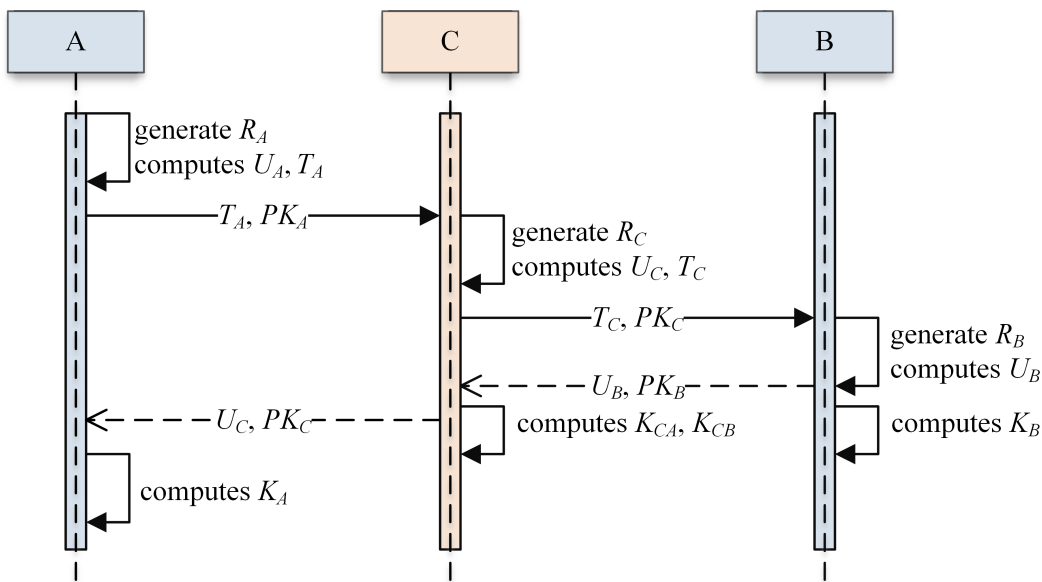 A
C
B
generate R_A
computes U_A, T_A
T_A, PK_A
generate R_C
computes U_C, T_C
T_C, PK_C
generate R_B
computes U_B
U_B, PK_B
U_C, PK_C
computes K_CA, K_CB
computes K_B
computes K_A